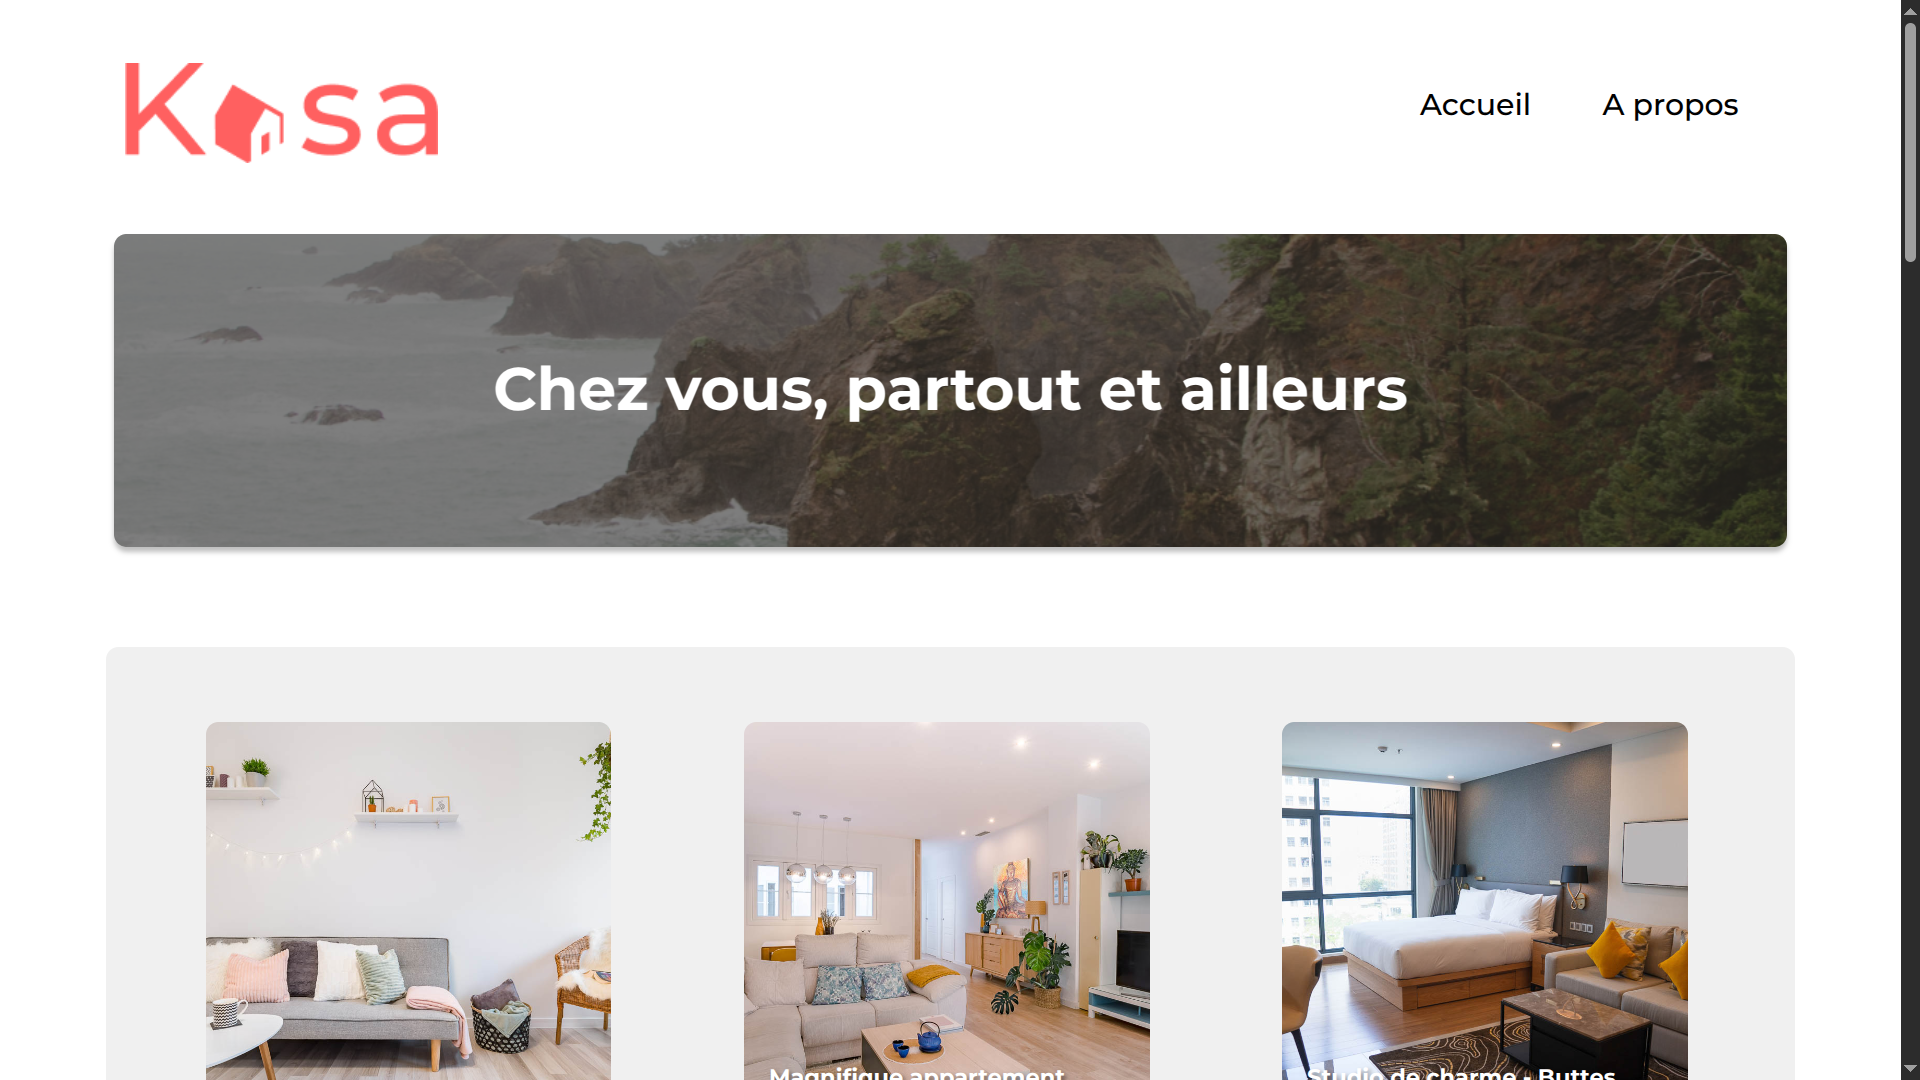 Kasa
Accueil
A propos
Chez vous, partout et ailleurs
Magnifique appartement
Studio de charme - Buttes